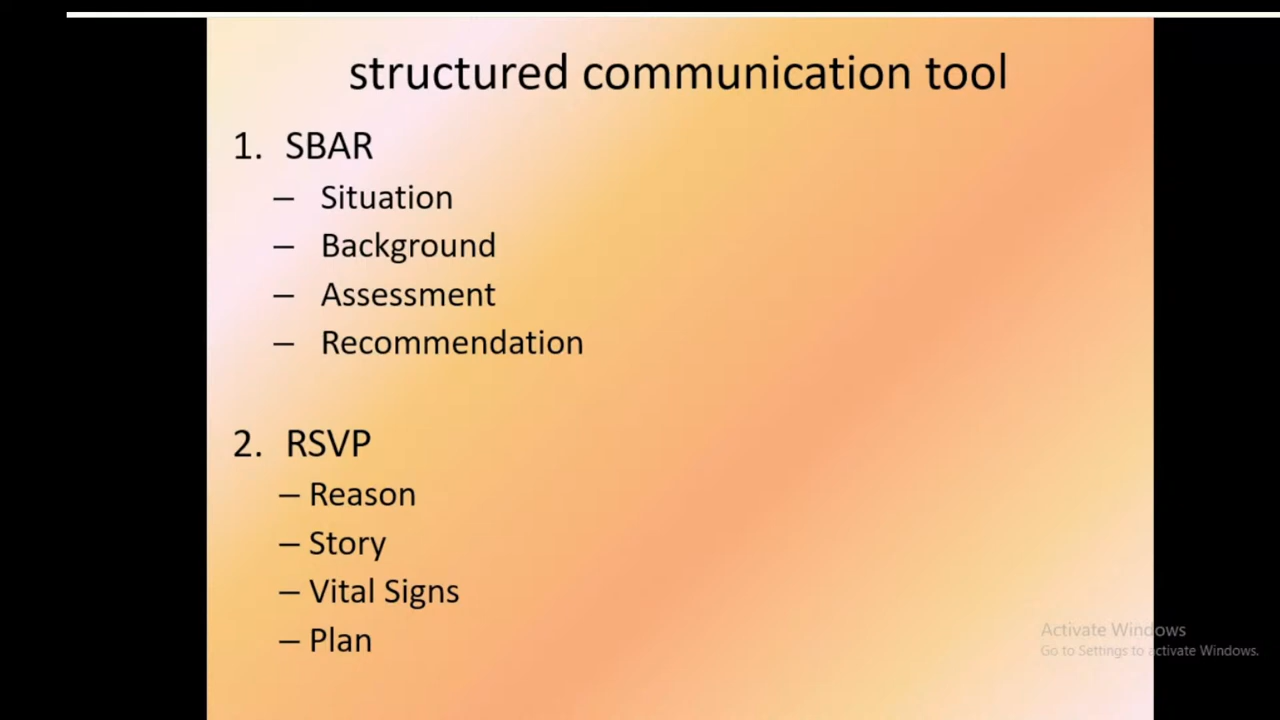 structured communication tool
1. SBAR
– Situation
– Background
– Assessment
– Recommendation
2. RSVP
– Reason
– Story
– Vital Signs
– Plan
Activate Windows
Go to Settings to activate Windows.